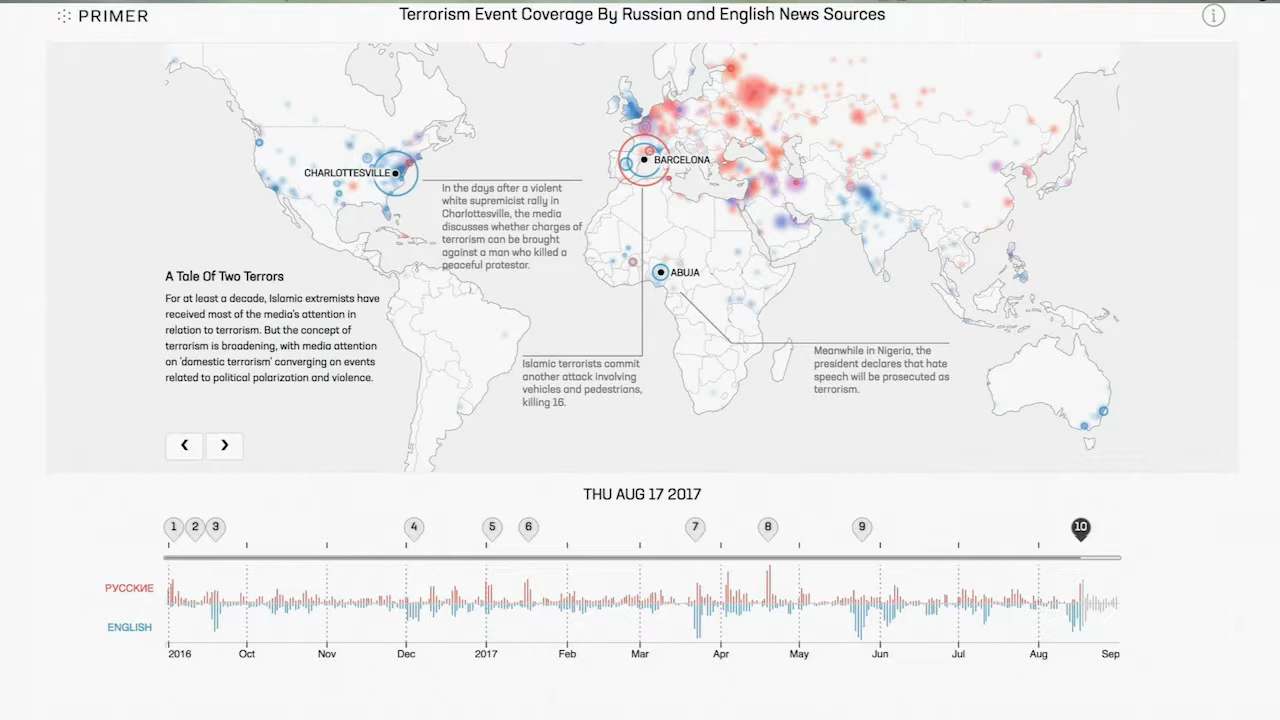 PRIMER
Terrorism Event Coverage By Russian and English News Sources
i
CHARLOTTESVILLE
In the days after a violent
white supremicist rally in
Charlottesville, the media
discusses whether charges of
terrorism can be brought
against a man who killed a
peaceful protestor.
BARCELONA
ABUJA
A Tale Of Two Terrors
For at least a decade, Islamic extremists have
received most of the media's attention in
relation to terrorism. But the concept of
terrorism is broadening, with media attention
on 'domestic terrorism' converging on events
related to political polarization and violence.
Islamic terrorists commit
another attack involving
vehicles and pedestrians,
killing 16.
Meanwhile in Nigeria, the
president declares that hate
speech will be prosecuted as
terrorism.
THU AUG 17 2017
1 2 3 4 5 6 7 8 9 10
РУССКИЕ
ENGLISH
2016 Oct Nov Dec 2017 Feb Mar Apr May Jun Jul Aug Sep